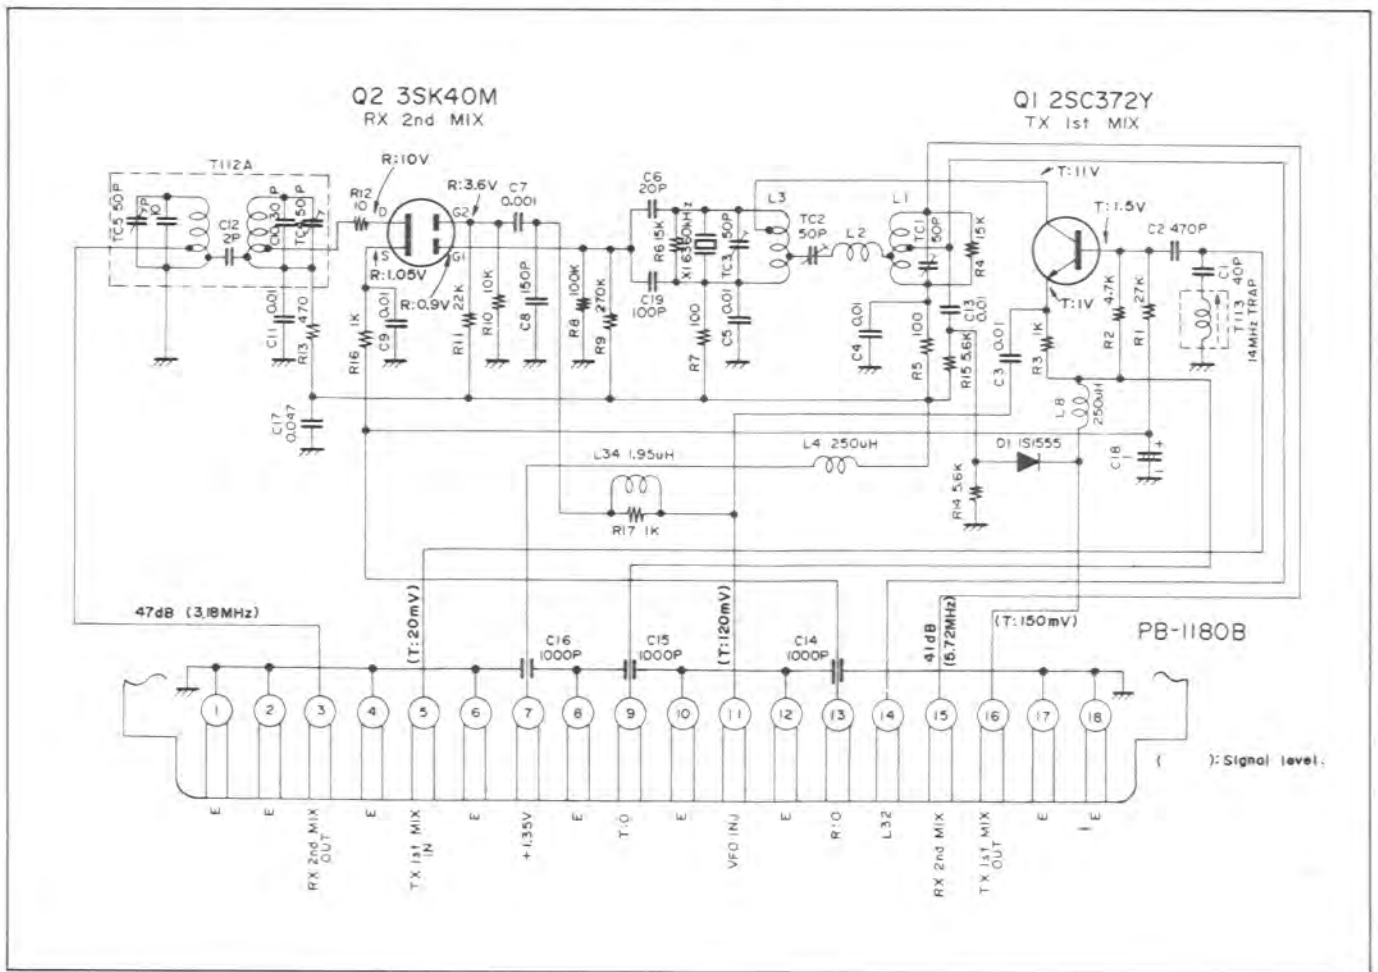 Q2 3SK40M
RX 2nd MIX
Q1 2SC372Y
TX 1st MIX
T112A
TC5 50P
10P
C12
2P
C10 30P
TC4 50P
R12
10
R:10V
D
S
G2
G1
R:3.6V
R:1.05V
R:0.9V
C7
0.001
C11 0.01
R13 470
C17
0.047
R16 1K
C9 0.01
R11 22K
R10 10K
C8 150P
R8 100K
R9 270K
C6
20P
C19
100P
R6 15K
X1 6360kHz
TC3 50P
R7 100
C5 0.01
L3
TC2
50P
L2
L1
TC1 50P
R4 15K
C4 0.01
R5 100
C13 0.01
R15 5.6K
C3 0.01
T:11V
T:1.5V
T:1V
C2 470P
R3 1K
R2 4.7K
R1 27K
C1 40P
T113
14MHz TRAP
L8
250uH
C18
1
+
L34 1.95uH
R17 1K
L4 250uH
D1 1S1555
R14 5.6K
47dB (3.18MHz)
(T:20mV)
(T:120mV)
41dB
(5.72MHz)
(T:150mV)
PB-1180B
C16
1000P
C15
1000P
C14
1000P
1 2 3 4 5 6 7 8 9 10 11 12 13 14 15 16 17 18
( ): Signal level.
E
E
RX 2nd MIX
OUT
E
TX 1st MIX
IN
E
+13.5V
E
T:0
E
VFO INJ
E
R:0
L32
RX 2nd MIX
TX 1st MIX
OUT
E
E